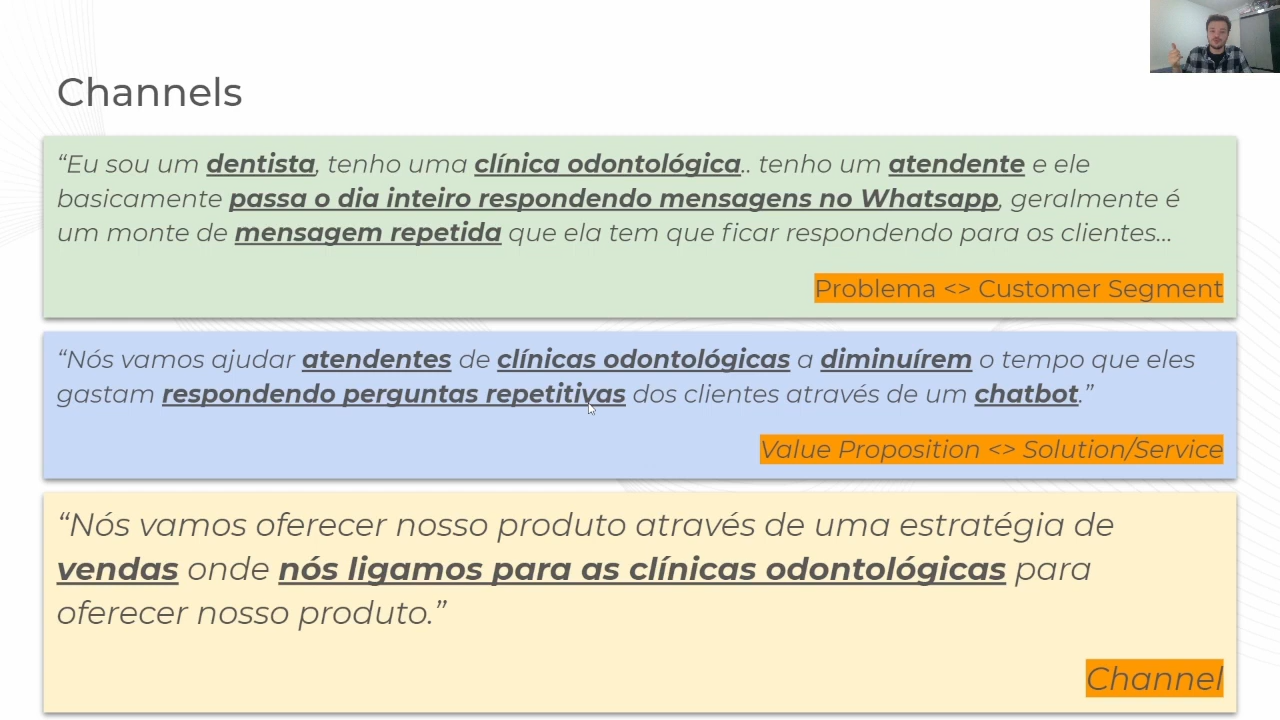 Channels
“Eu sou um dentista, tenho uma clínica odontológica.. tenho um atendente e ele
basicamente passa o dia inteiro respondendo mensagens no Whatsapp, geralmente é
um monte de mensagem repetida que ela tem que ficar respondendo para os clientes...
Problema <> Customer Segment
“Nós vamos ajudar atendentes de clínicas odontológicas a diminuírem o tempo que eles
gastam respondendo perguntas repetitivas dos clientes através de um chatbot.”
Value Proposition <> Solution/Service
“Nós vamos oferecer nosso produto através de uma estratégia de
vendas onde nós ligamos para as clínicas odontológicas para
oferecer nosso produto.”
Channel